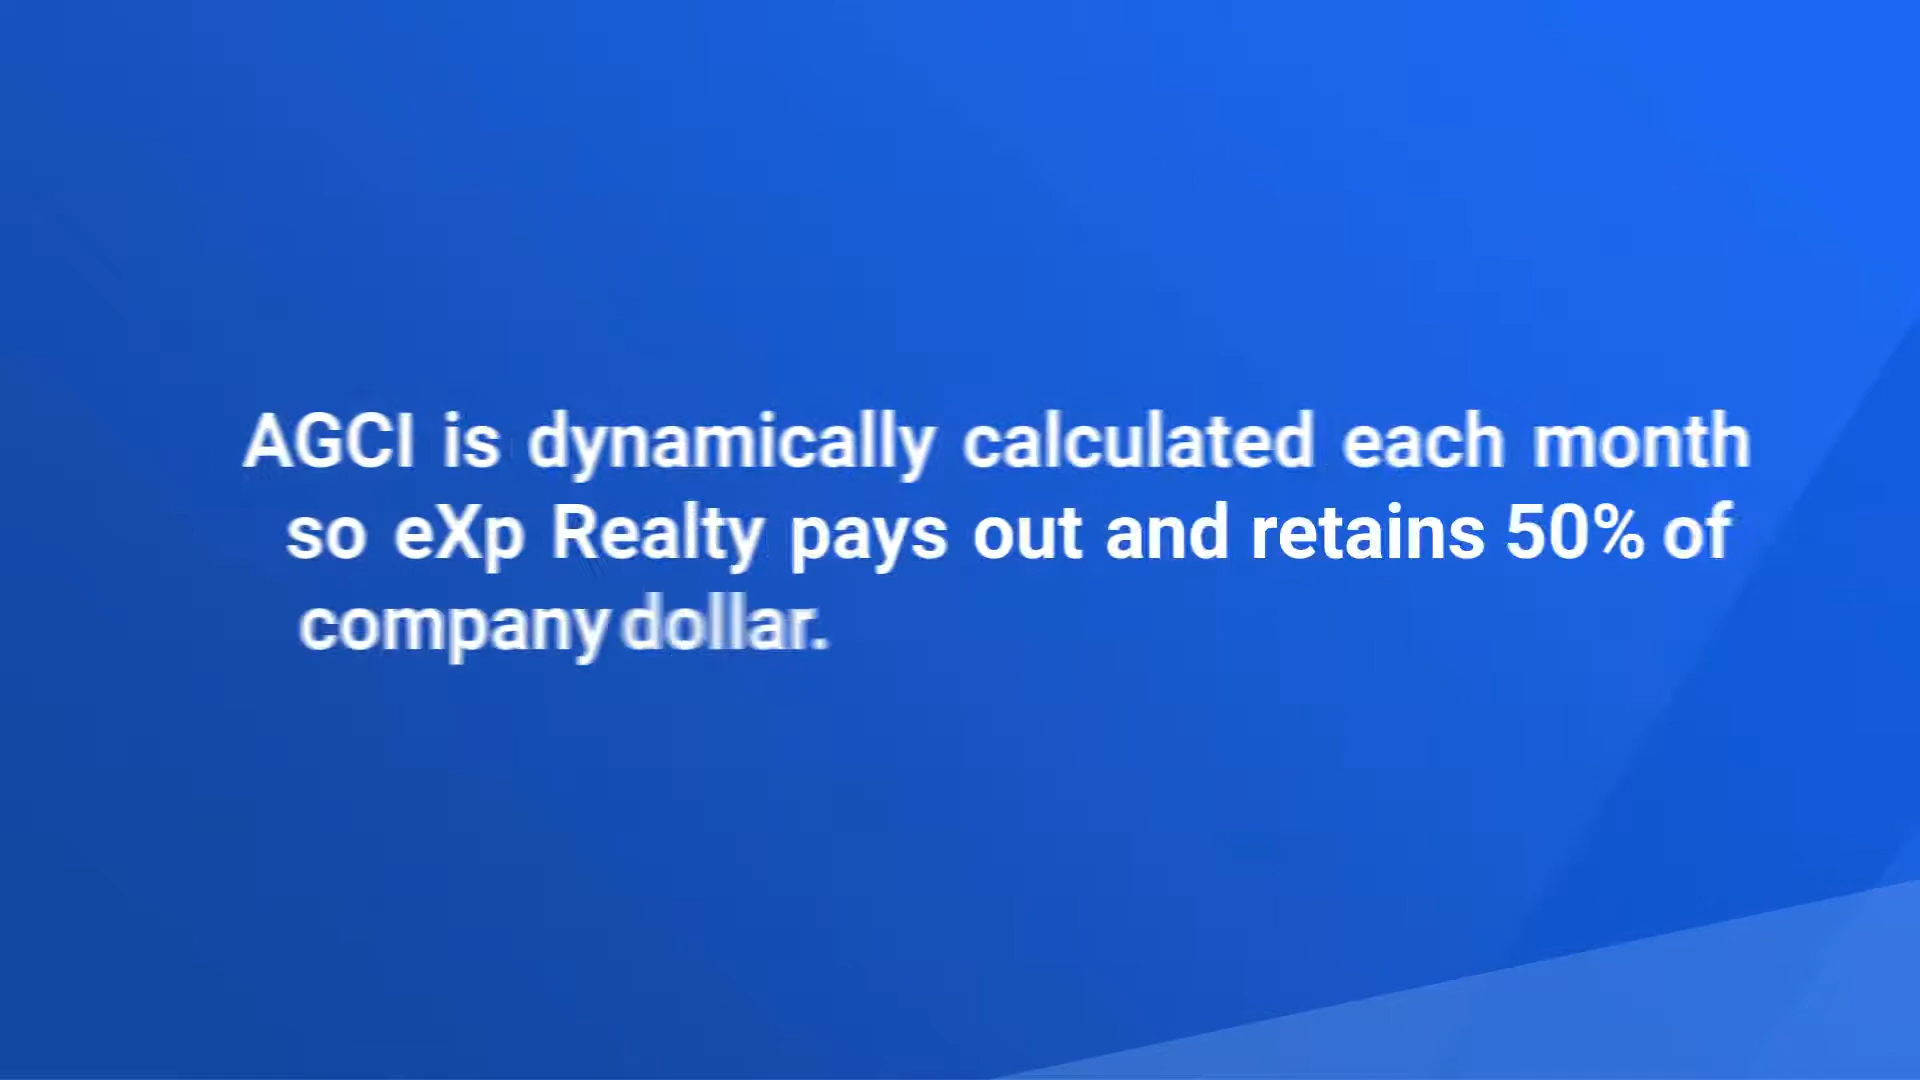 AGCI is dynamically calculated each month
so eXp Realty pays out and retains 50% of
company dollar.